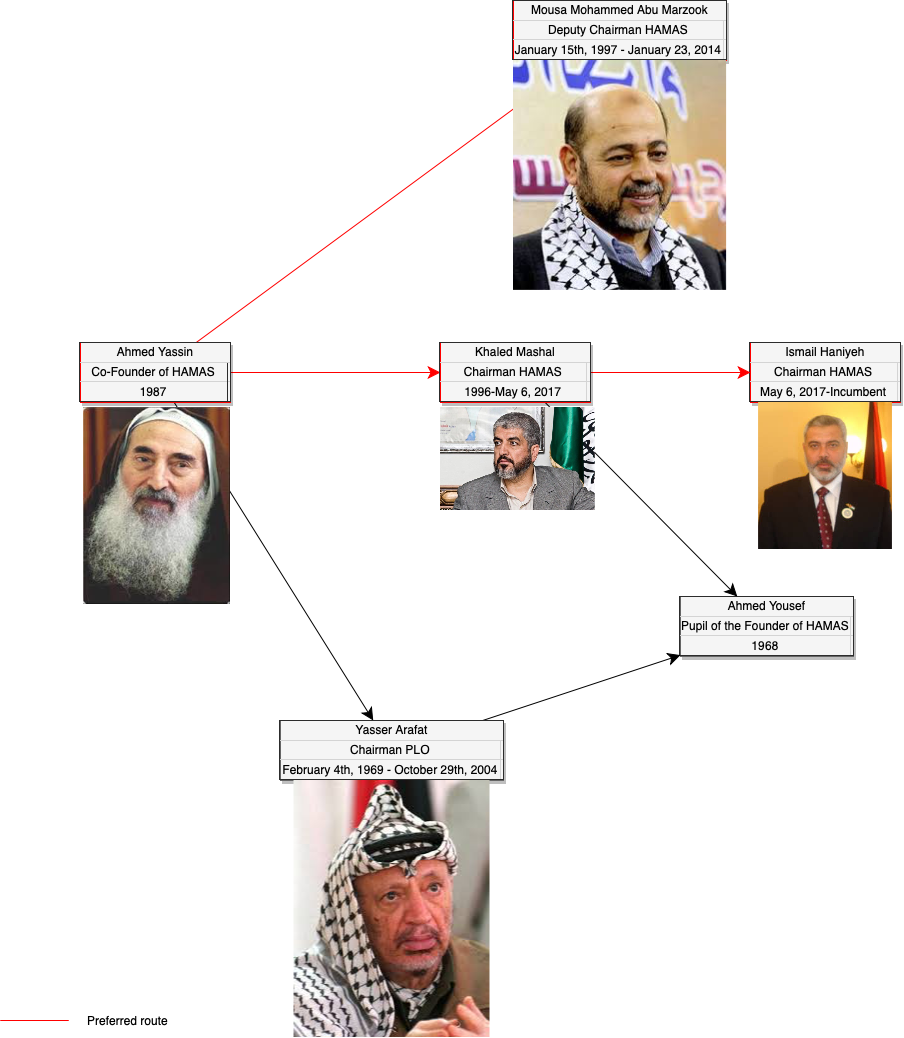 Mousa Mohammed Abu Marzook
Deputy Chairman HAMAS
January 15th, 1997 - January 23, 2014
Ahmed Yassin
Co-Founder of HAMAS
1987
Khaled Mashal
Chairman HAMAS
1996-May 6, 2017
Ismail Haniyeh
Chairman HAMAS
May 6, 2017-Incumbent
Ahmed Yousef
Pupil of the Founder of HAMAS
1968
Yasser Arafat
Chairman PLO
February 4th, 1969 - October 29th, 2004
Preferred route